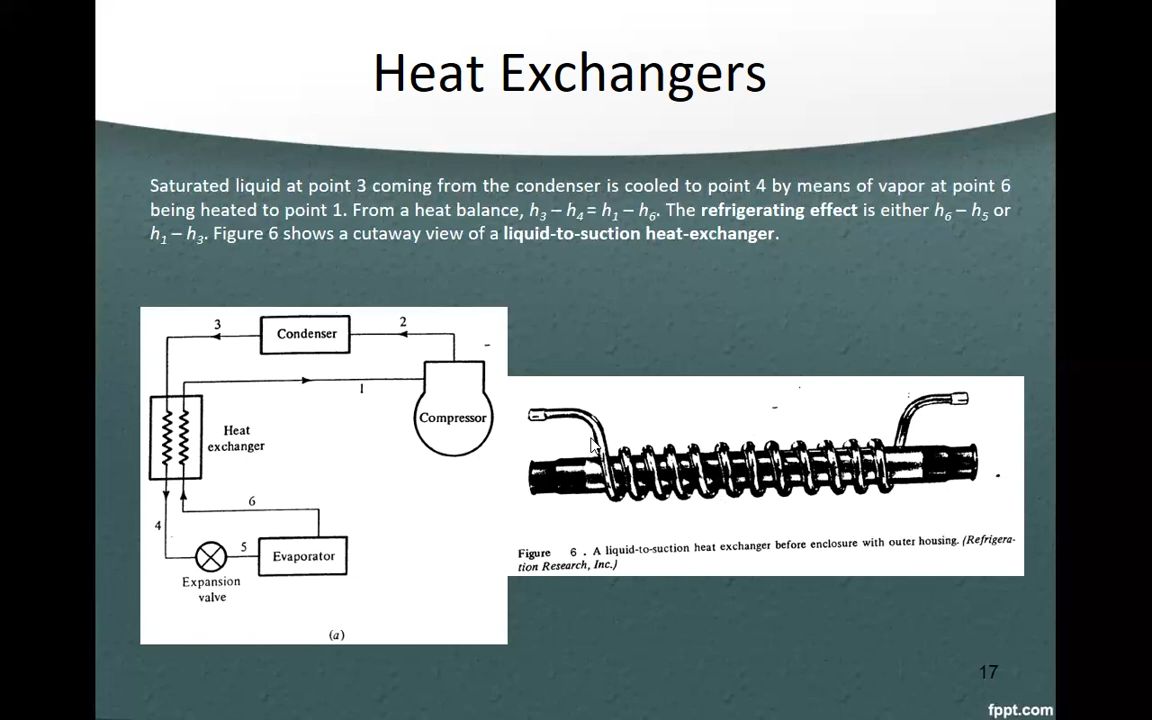 Heat Exchangers
Saturated liquid at point 3 coming from the condenser is cooled to point 4 by means of vapor at point 6
being heated to point 1. From a heat balance, h3 – h4 = h1 – h6. The refrigerating effect is either h6 – h5 or
h1 – h3. Figure 6 shows a cutaway view of a liquid-to-suction heat-exchanger.
3
2
Condenser
1
Compressor
Heat
exchanger
6
4
5
Evaporator
Expansion
valve
(a)
Figure 6 . A liquid-to-suction heat exchanger before enclosure with outer housing. (Refrigera-
tion Research, Inc.)
17
fppt.com